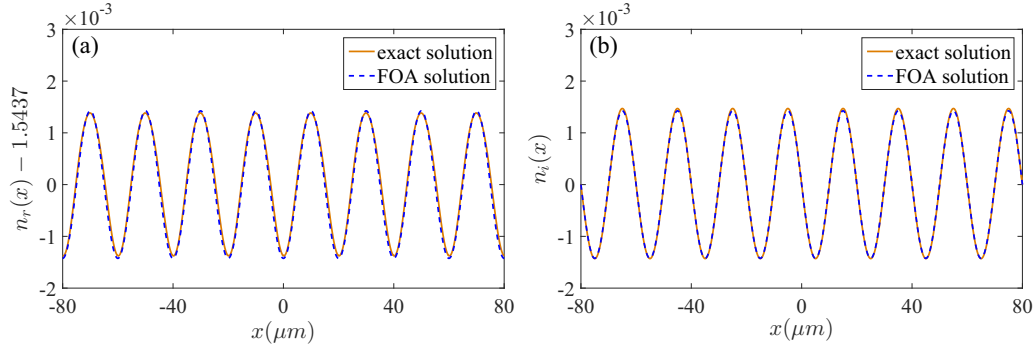 ×10⁻³
(a)
exact solution
FOA solution
n_r(x) − 1.5437
3
2
1
0
-1
-2
-80
-40
0
40
80
x(μm)
×10⁻³
(b)
exact solution
FOA solution
n_i(x)
3
2
1
0
-1
-2
-80
-40
0
40
80
x(μm)